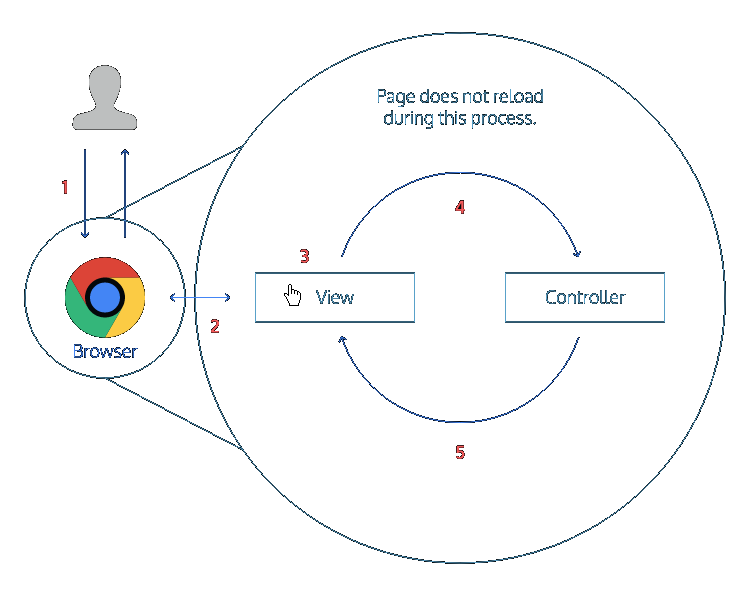 Page does not reload
during this process.
1
4
3
View
Controller
2
Browser
5